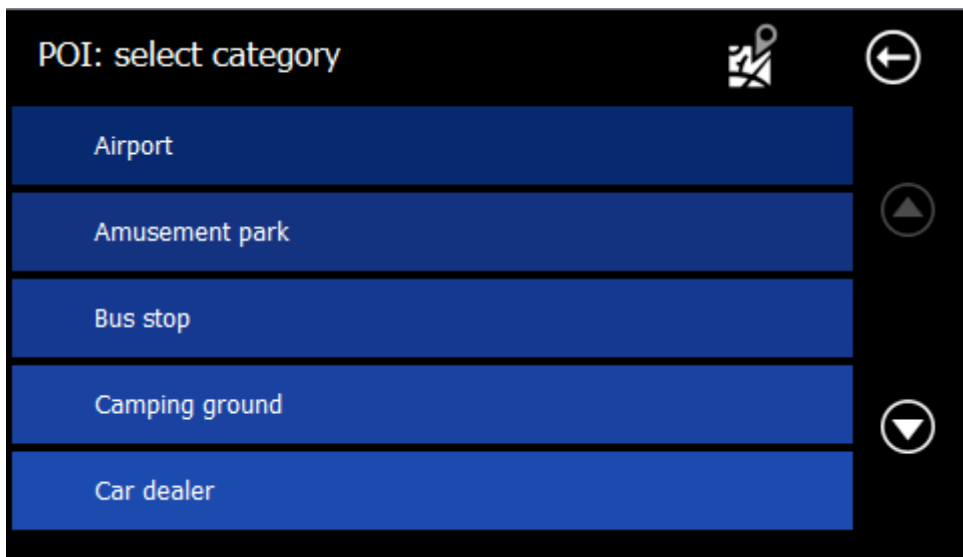 POI: select category
Airport
Amusement park
Bus stop
Camping ground
Car dealer